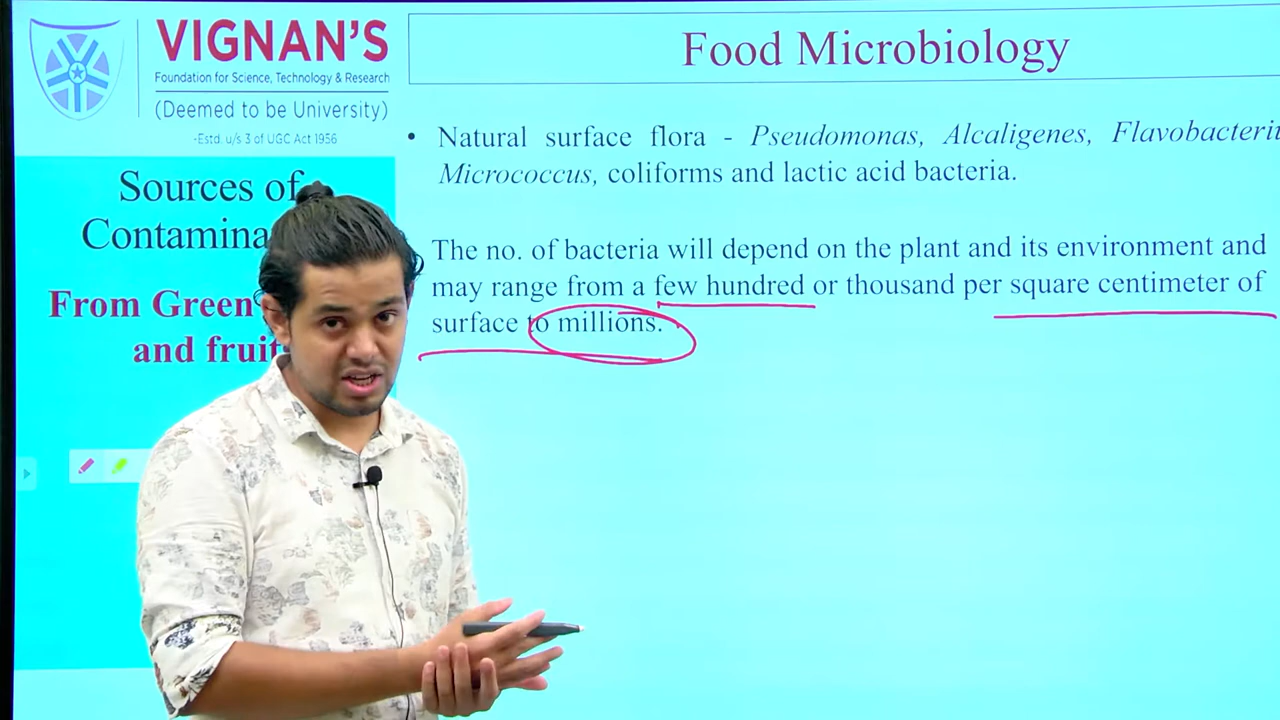 VIGNAN'S
Foundation for Science, Technology & Research
(Deemed to be University)
-Estd. u/s 3 of UGC Act 1956
Food Microbiology
Sources of
Contamina
From Green
and fruit
• Natural surface flora - Pseudomonas, Alcaligenes, Flavobacteri
Micrococcus, coliforms and lactic acid bacteria.
The no. of bacteria will depend on the plant and its environment and
may range from a few hundred or thousand per square centimeter of
surface to millions.